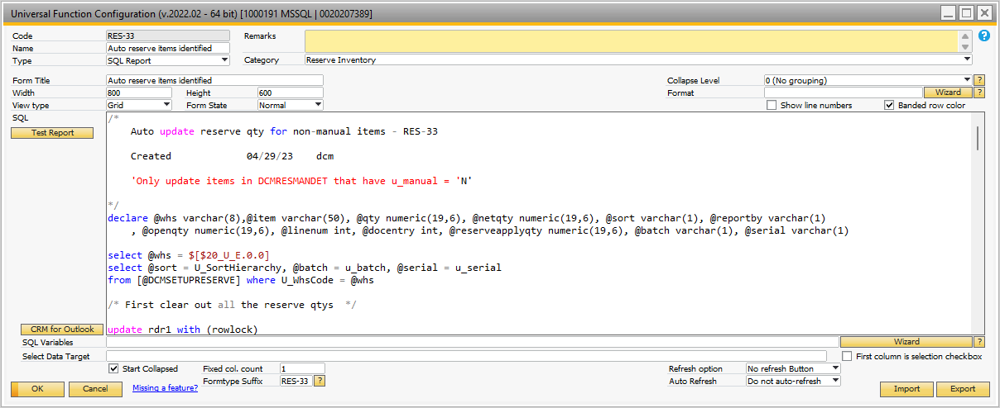 Universal Function Configuration (v.2022.02 - 64 bit) [1000191 MSSQL | 0020207389]
Code RES-33 Remarks ?
Name Auto reserve items identified
Type SQL Report Category Reserve Inventory
Form Title Auto reserve items identified Collapse Level 0 (No grouping) ?
Width 800 Height 600 Format Wizard ?
View type Grid Form State Normal Show line numbers Banded row color
SQL /*
Test Report Auto update reserve qty for non-manual items - RES-33
Created 04/29/23 dcm
'Only update items in DCMRESMANDET that have u_manual = 'N'
*/
declare @whs varchar(8),@item varchar(50), @qty numeric(19,6), @netqty numeric(19,6), @sort varchar(1), @reportby varchar(1)
, @openqty numeric(19,6), @linenum int, @docentry int, @reserveapplyqty numeric(19,6), @batch varchar(1), @serial varchar(1)
select @whs = $[$20_U_E.0.0]
select @sort = U_SortHierarchy, @batch = u_batch, @serial = u_serial
from [@DCMSETUPRESERVE] where U_WhsCode = @whs
/* First clear out all the reserve qtys */
CRM for Outlook update rdr1 with (rowlock)
SQL Variables Wizard ?
Select Data Target First column is selection checkbox
Start Collapsed Fixed col. count 1 Refresh option No refresh Button
Formtype Suffix RES-33 ? Auto Refresh Do not auto-refresh
OK Cancel Missing a feature? Import Export